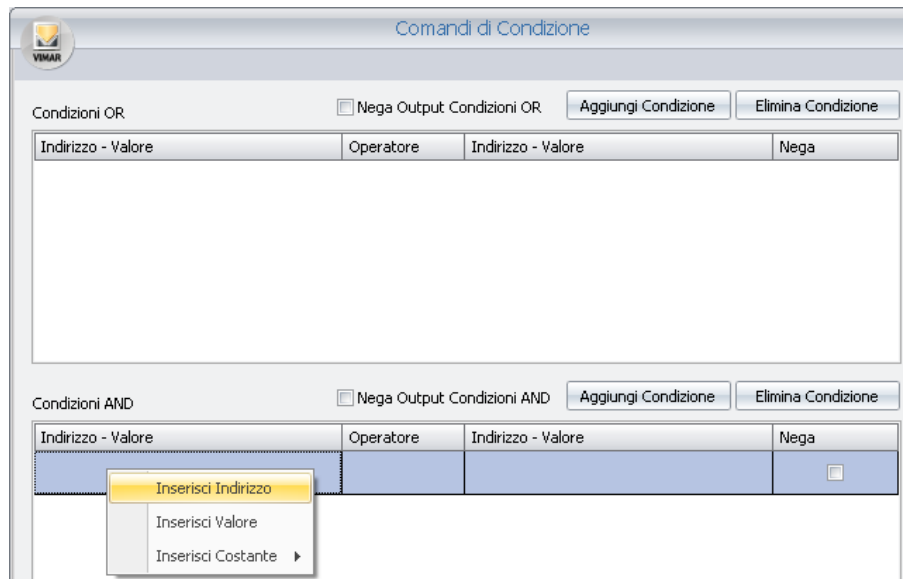 Comandi di Condizione
VIMAR
Condizioni OR
Nega Output Condizioni OR
Aggiungi Condizione
Elimina Condizione
Indirizzo - Valore
Operatore
Indirizzo - Valore
Nega
Condizioni AND
Nega Output Condizioni AND
Aggiungi Condizione
Elimina Condizione
Indirizzo - Valore
Operatore
Indirizzo - Valore
Nega
Inserisci Indirizzo
Inserisci Valore
Inserisci Costante